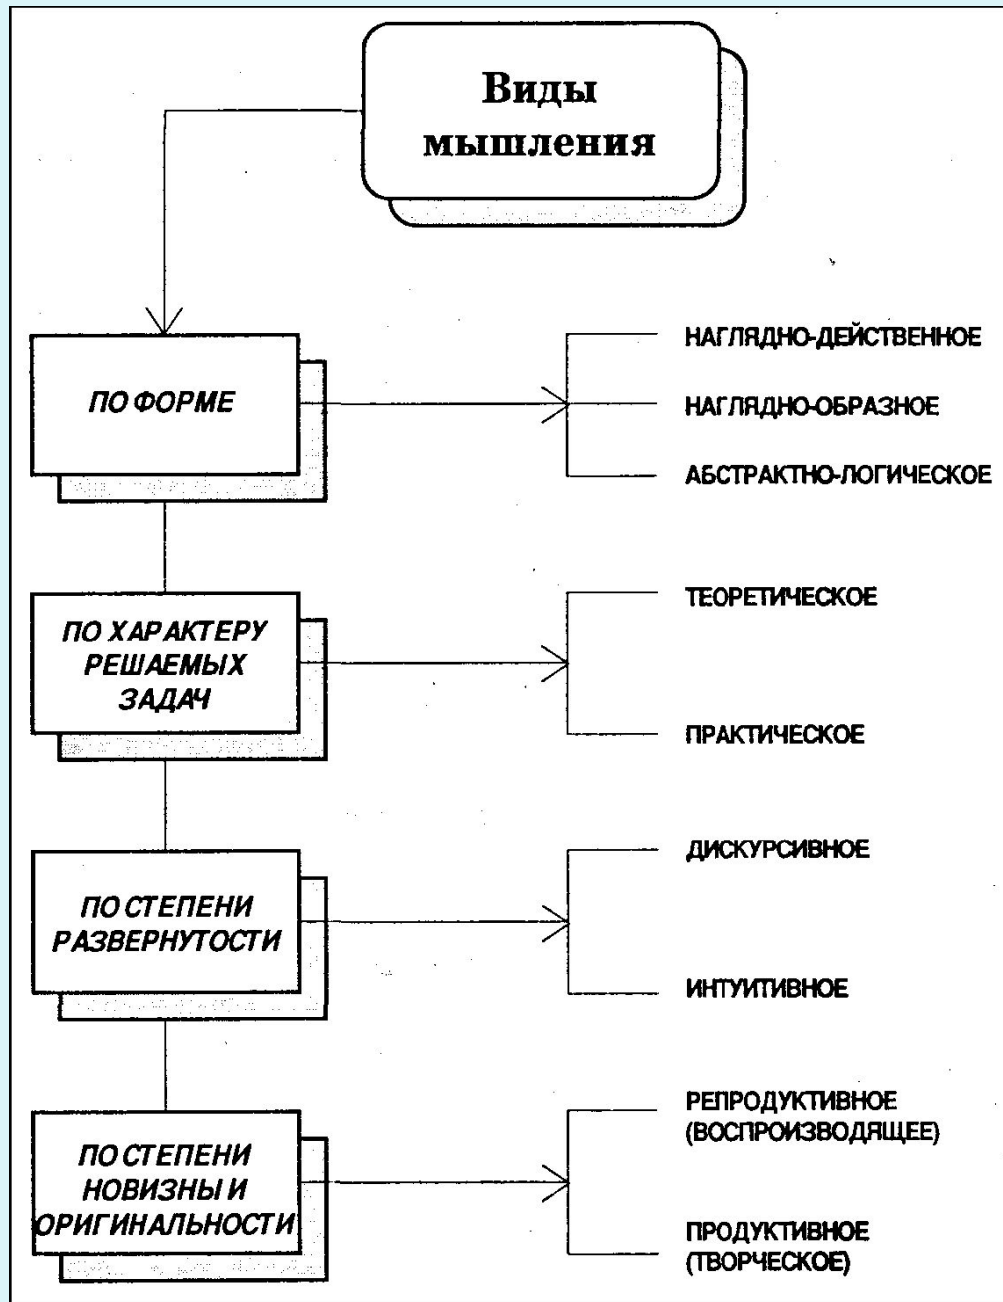 Виды
мышления
ПО ФОРМЕ
НАГЛЯДНО-ДЕЙСТВЕННОЕ
НАГЛЯДНО-ОБРАЗНОЕ
АБСТРАКТНО-ЛОГИЧЕСКОЕ
ПО ХАРАКТЕРУ
РЕШАЕМЫХ
ЗАДАЧ
ТЕОРЕТИЧЕСКОЕ
ПРАКТИЧЕСКОЕ
ПО СТЕПЕНИ
РАЗВЕРНУТОСТИ
ДИСКУРСИВНОЕ
ИНТУИТИВНОЕ
ПО СТЕПЕНИ
НОВИЗНЫ И
ОРИГИНАЛЬНОСТИ
РЕПРОДУКТИВНОЕ
(ВОСПРОИЗВОДЯЩЕЕ)
ПРОДУКТИВНОЕ
(ТВОРЧЕСКОЕ)